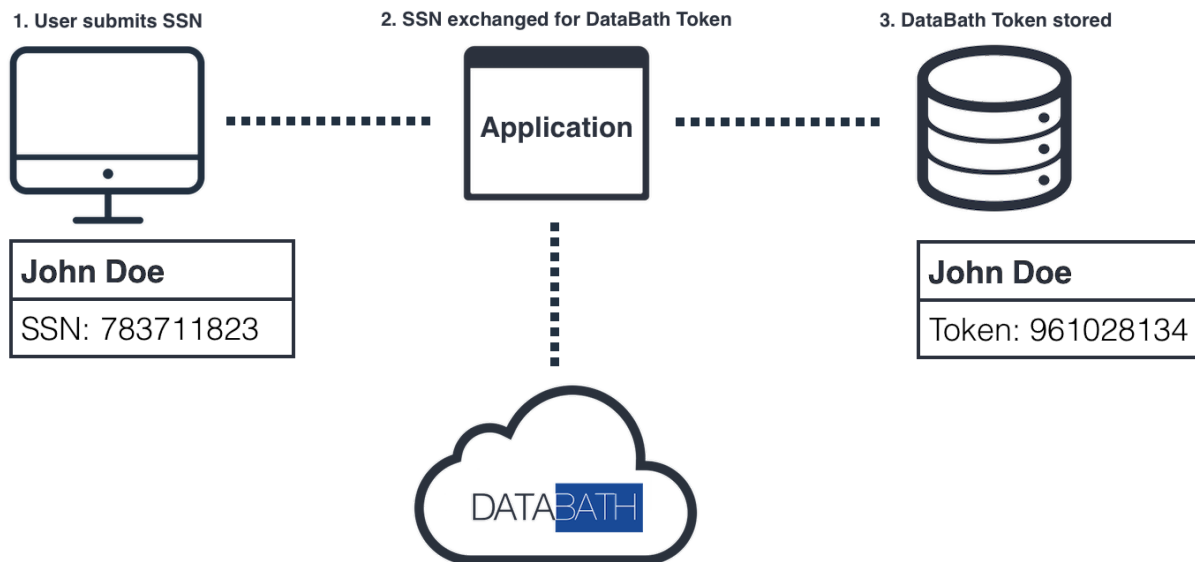 1. User submits SSN
2. SSN exchanged for DataBath Token
3. DataBath Token stored
Application
John Doe
SSN: 783711823
John Doe
Token: 961028134
DATABATH